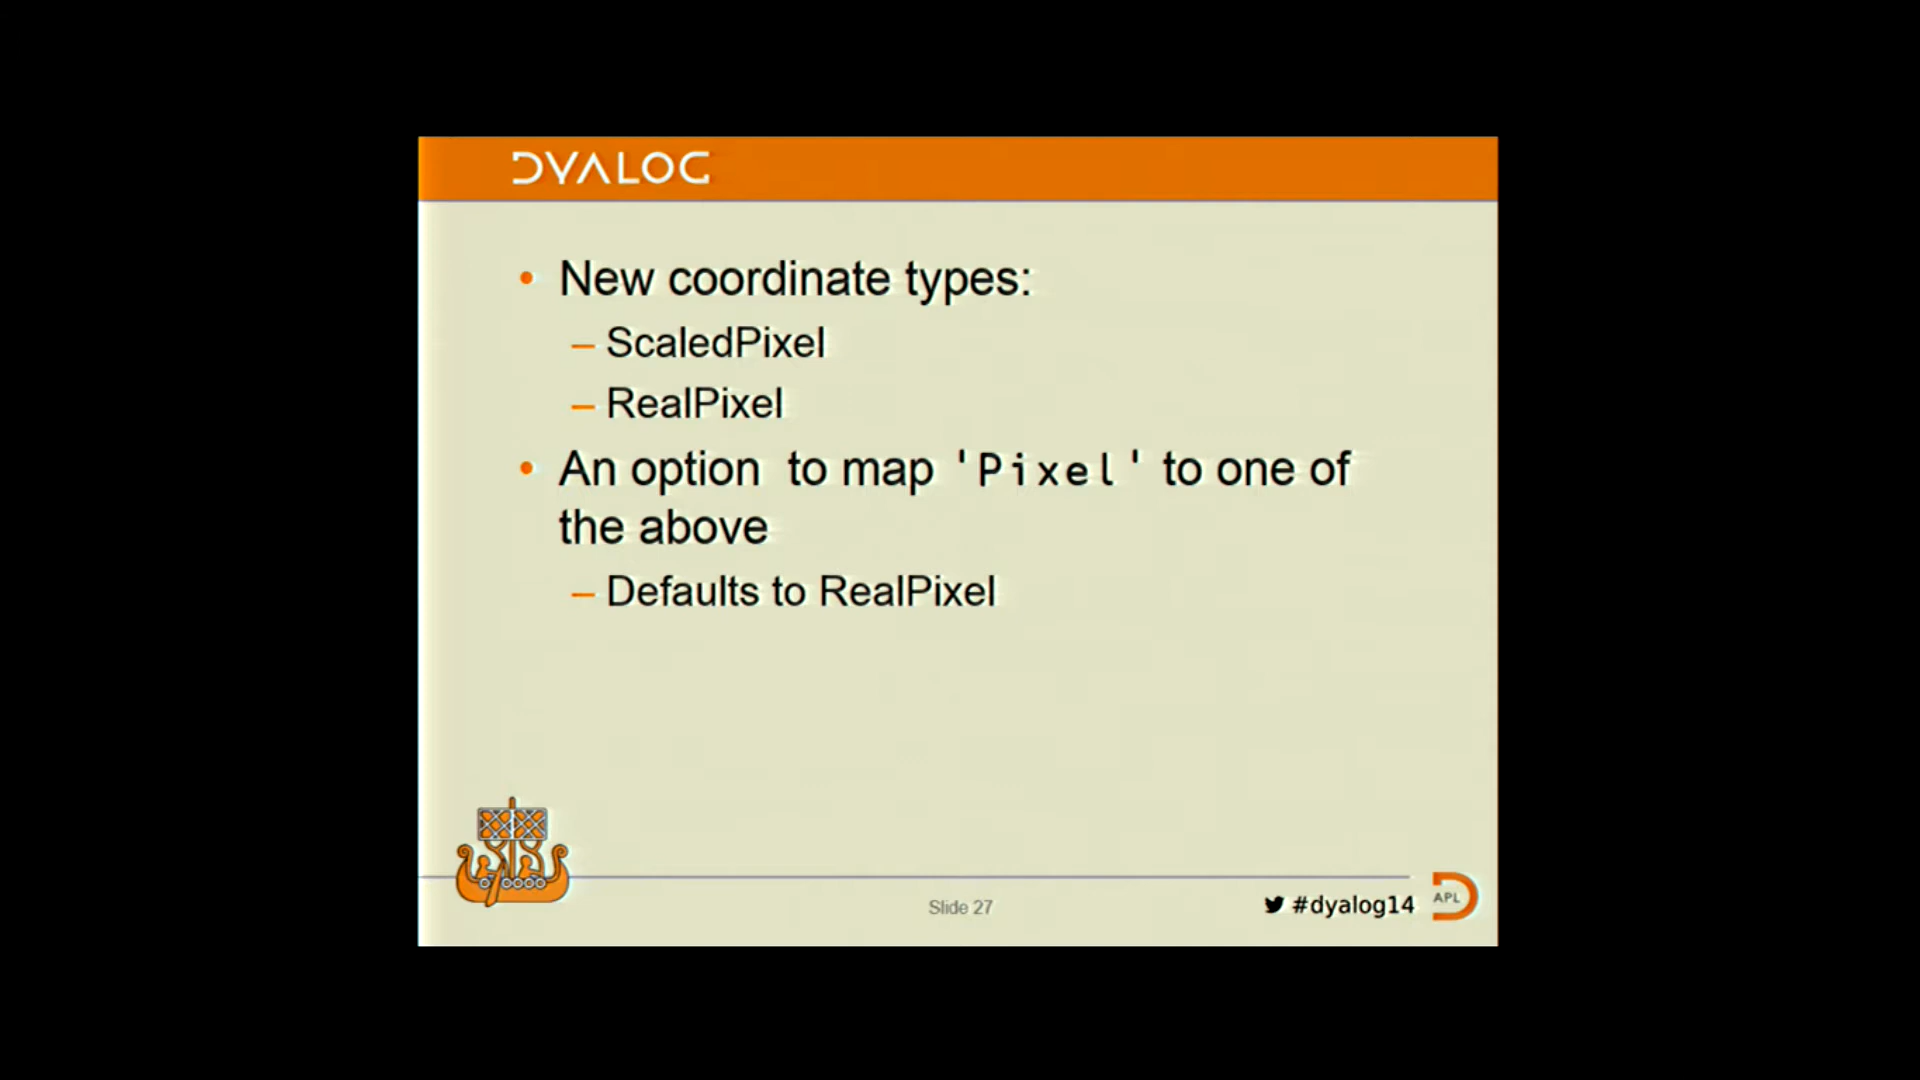 DYALOG
• New coordinate types:
– ScaledPixel
– RealPixel
• An option to map 'Pixel' to one of
the above
– Defaults to RealPixel
Slide 27
#dyalog14
APL